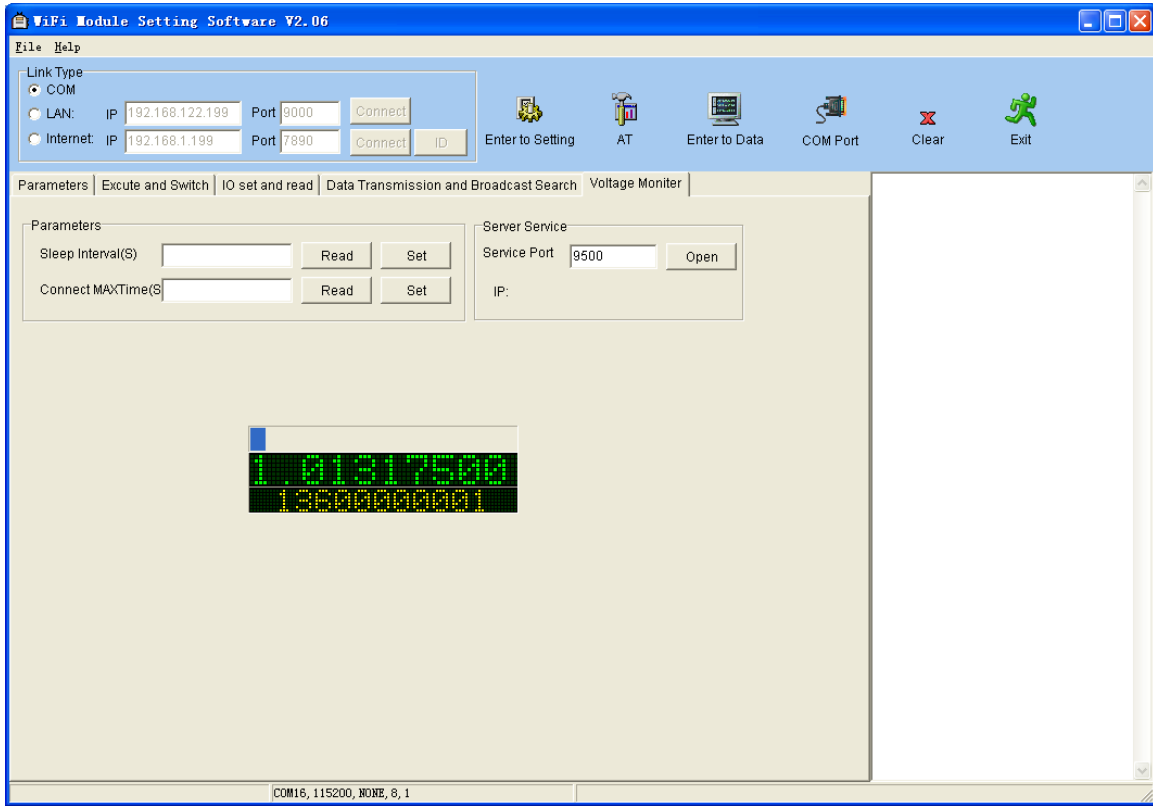 WiFi Module Setting Software V2.06
File Help
Link Type
COM
LAN: IP 192.168.122.199 Port 9000 Connect
Internet: IP 192.168.1.199 Port 7890 Connect ID
Enter to Setting AT Enter to Data COM Port Clear Exit
Parameters Excute and Switch IO set and read Data Transmission and Broadcast Search Voltage Moniter
Parameters
Sleep Interval(S) Read Set
Connect MAXTime(S Read Set
Server Service
Service Port 9500 Open
IP:
1.01317500
13600000001
COM16, 115200, NONE, 8, 1